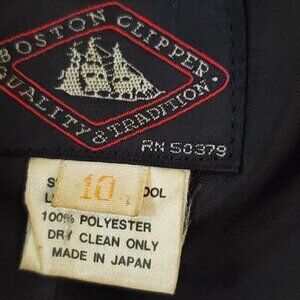 BOSTON CLIPPER
QUALITY & TRADITION
RN 50379
10
100% POLYESTER
DRY CLEAN ONLY
MADE IN JAPAN